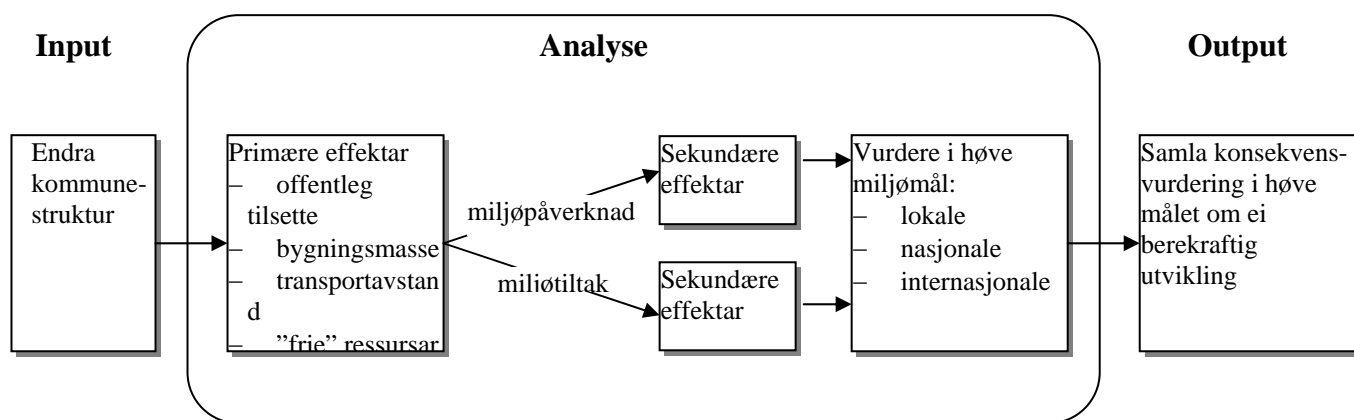 Input
Analyse
Output
Endra
kommune-
struktur
Primære effektar
– offentleg
tilsette
– bygningsmasse
– transportavstan
d
– ”frie” ressursar
miljøpåverknad
miljøtiltak
Sekundære
effektar
Sekundære
effektar
Vurdere i høve
miljømål:
– lokale
– nasjonale
– internasjonale
Samla konsekvens-
vurdering i høve
målet om ei
berekraftig
utvikling